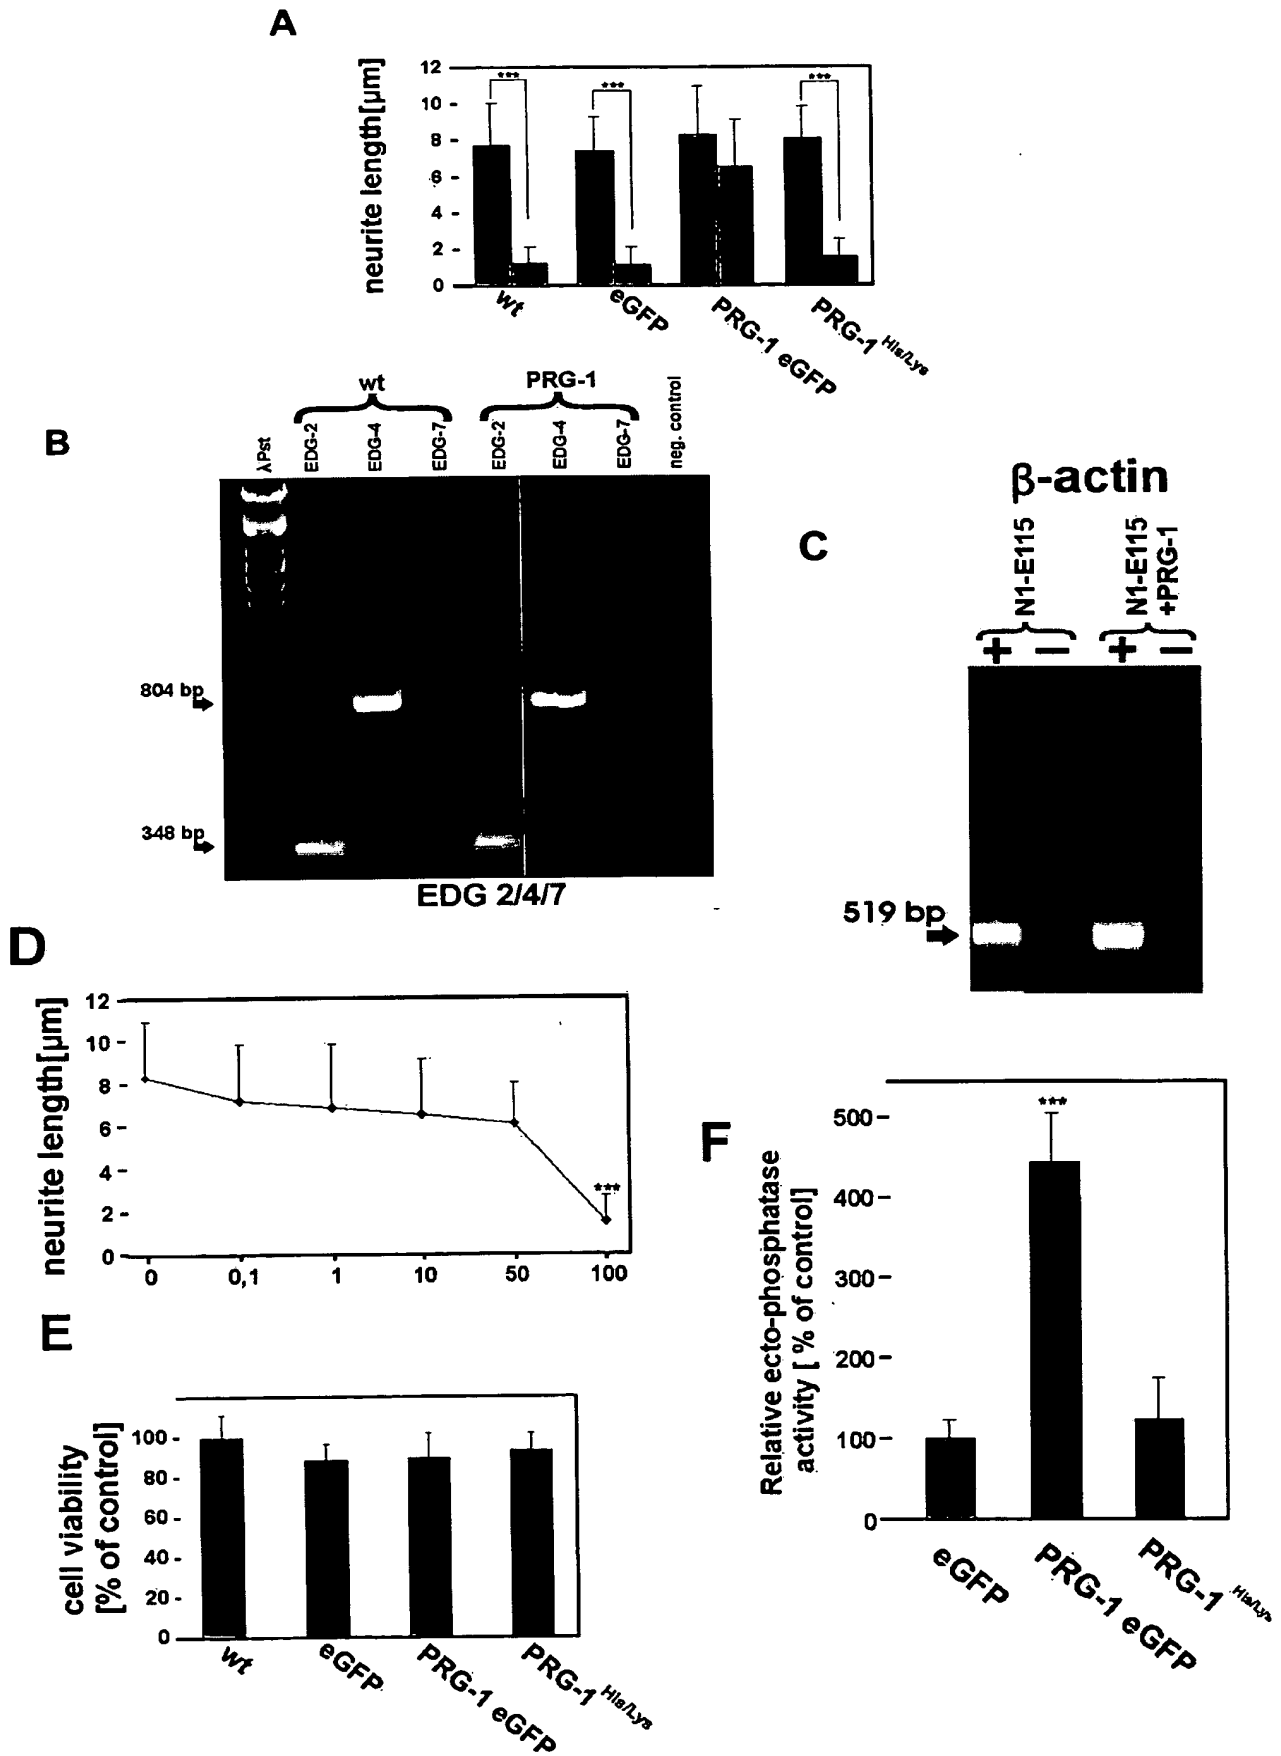 A
neurite length[µm]
12
10
8
6
4
2
0
***
***
***
wt
eGFP
PRG-1 eGFP
PRG-1 His/Lys
B
wt
PRG-1
λPst
EDG-2
EDG-4
EDG-7
EDG-2
EDG-4
EDG-7
neg. control
804 bp
348 bp
EDG 2/4/7
C
β-actin
N1-E115
N1-E115
+PRG-1
+ − + −
519 bp
D
neurite length[µm]
12
10
8
6
4
2
0
***
0 0,1 1 10 50 100
E
cell viability
[% of control]
100
80
60
40
20
0
wt
eGFP
PRG-1 eGFP
PRG-1 His/Lys
F
Relative ecto-phosphatase
activity [ % of control]
500
400
300
200
100
0
***
eGFP
PRG-1 eGFP
PRG-1 His/Lys